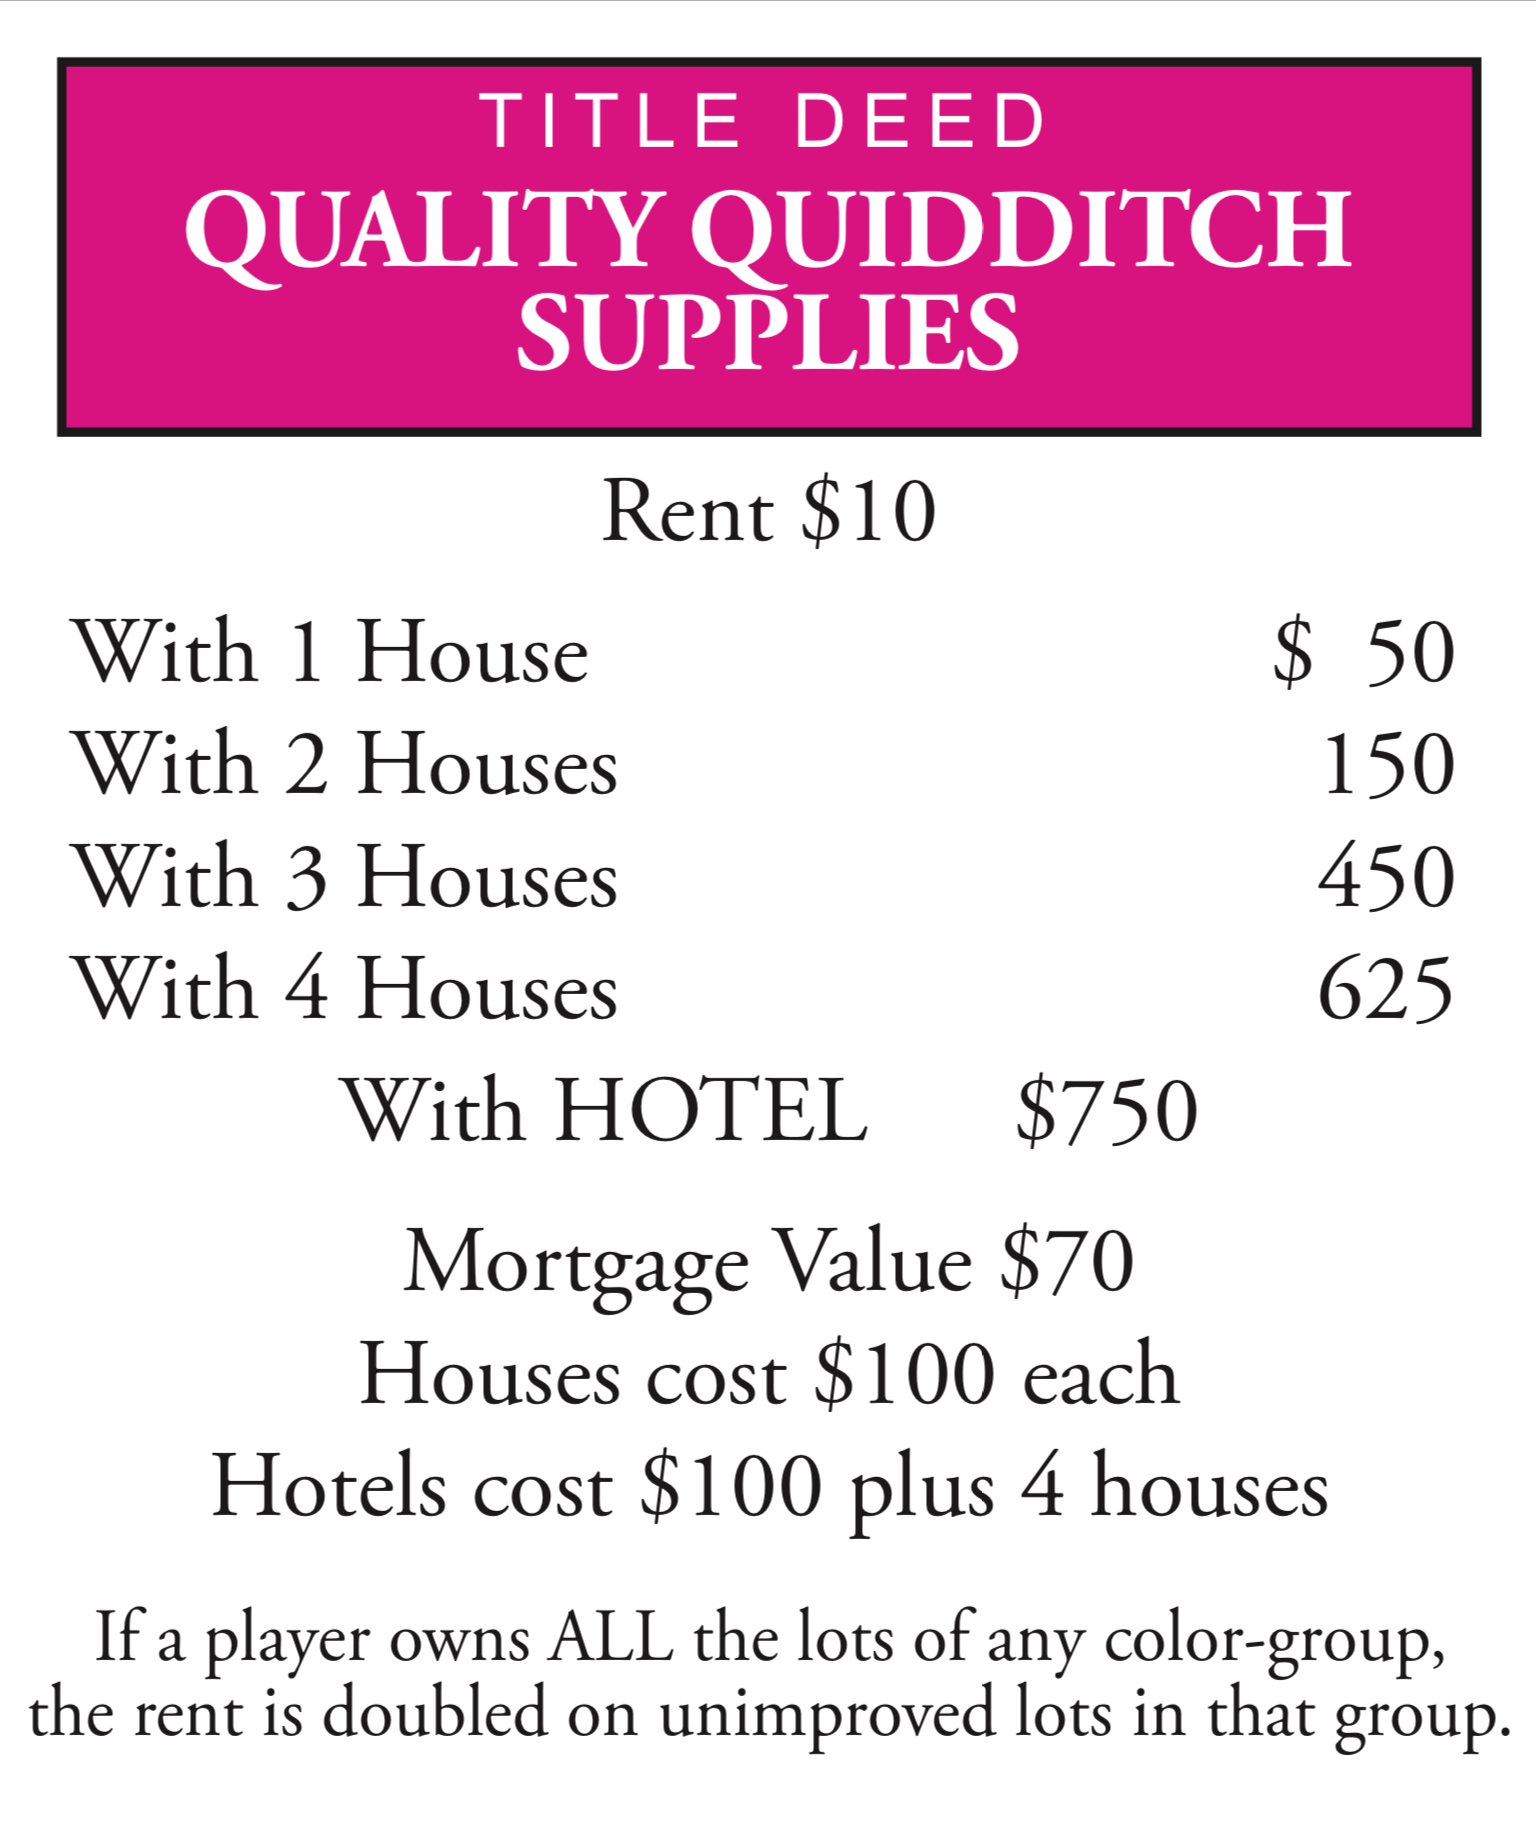 TITLE DEED
QUALITY QUIDDITCH
SUPPLIES
Rent $10
With 1 House $ 50
With 2 Houses 150
With 3 Houses 450
With 4 Houses 625
With HOTEL $750
Mortgage Value $70
Houses cost $100 each
Hotels cost $100 plus 4 houses
If a player owns ALL the lots of any color-group,
the rent is doubled on unimproved lots in that group.